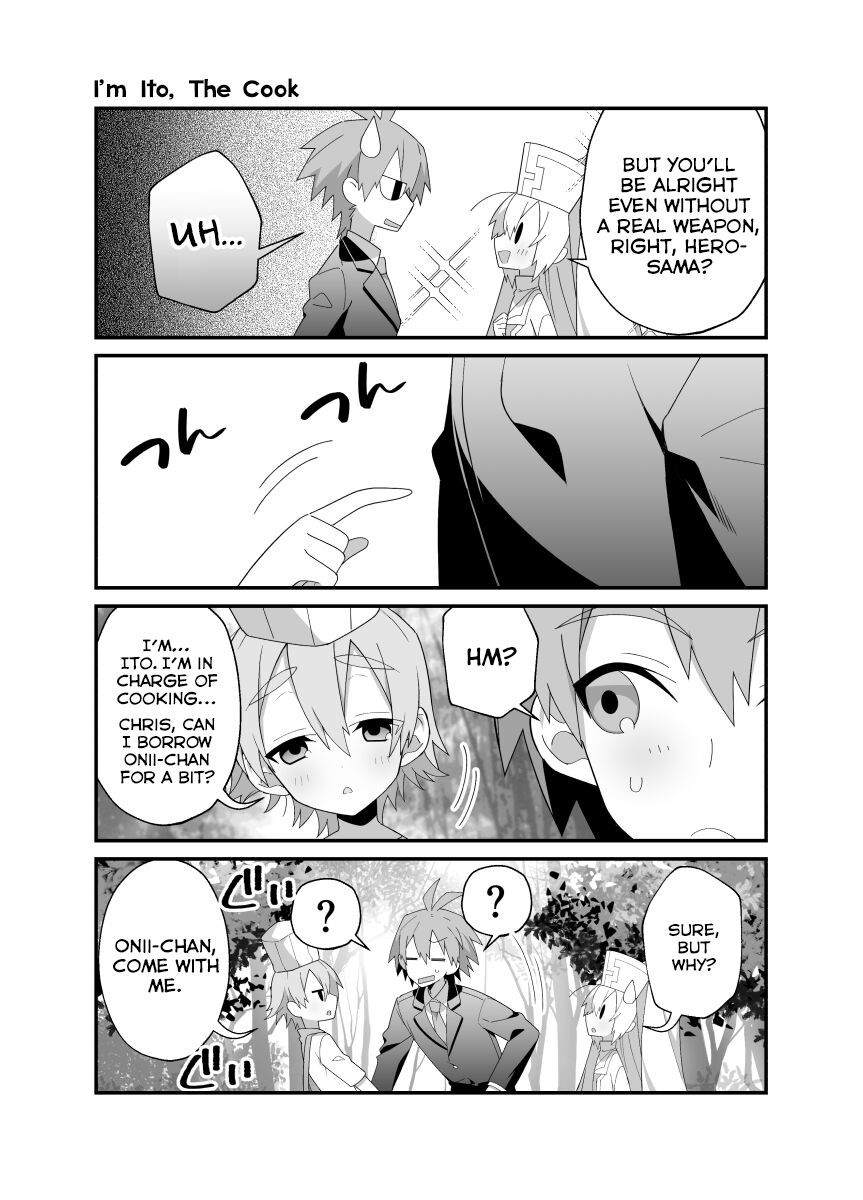 I'm Ito, The Cook
BUT YOU'LL
BE ALRIGHT
EVEN WITHOUT
A REAL WEAPON,
RIGHT, HERO-
SAMA?
UH...
つん
つん
HM?
I'M...
ITO. I'M IN
CHARGE OF
COOKING...
CHRIS, CAN
I BORROW
ONII-CHAN
FOR A BIT?
SURE,
BUT
WHY?
?
?
ぐいぃ
ONII-CHAN,
COME WITH
ME.
ぐいぃ